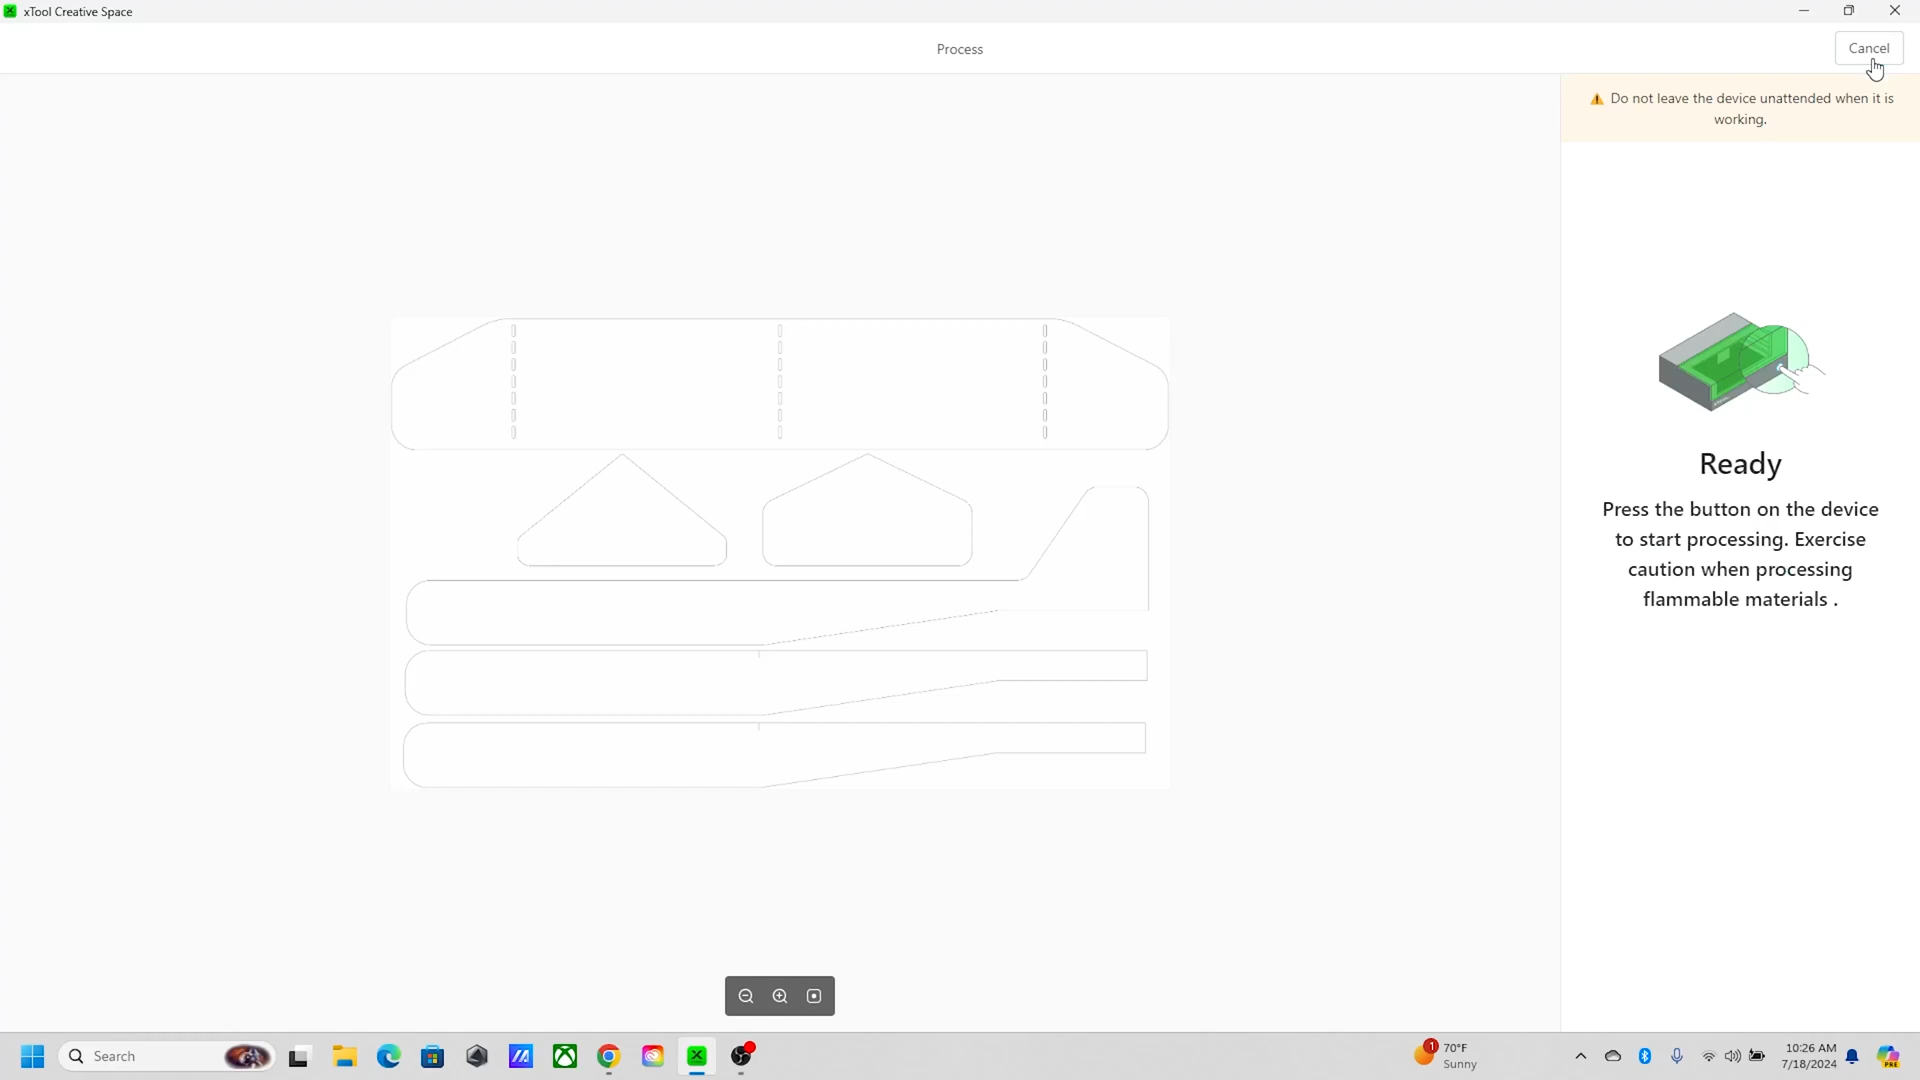 xTool Creative Space
Process
Cancel
Do not leave the device unattended when it is
working.
Ready
Press the button on the device
to start processing. Exercise
caution when processing
flammable materials .
Search
1
70°F
Sunny
10:26 AM
7/18/2024
PRE